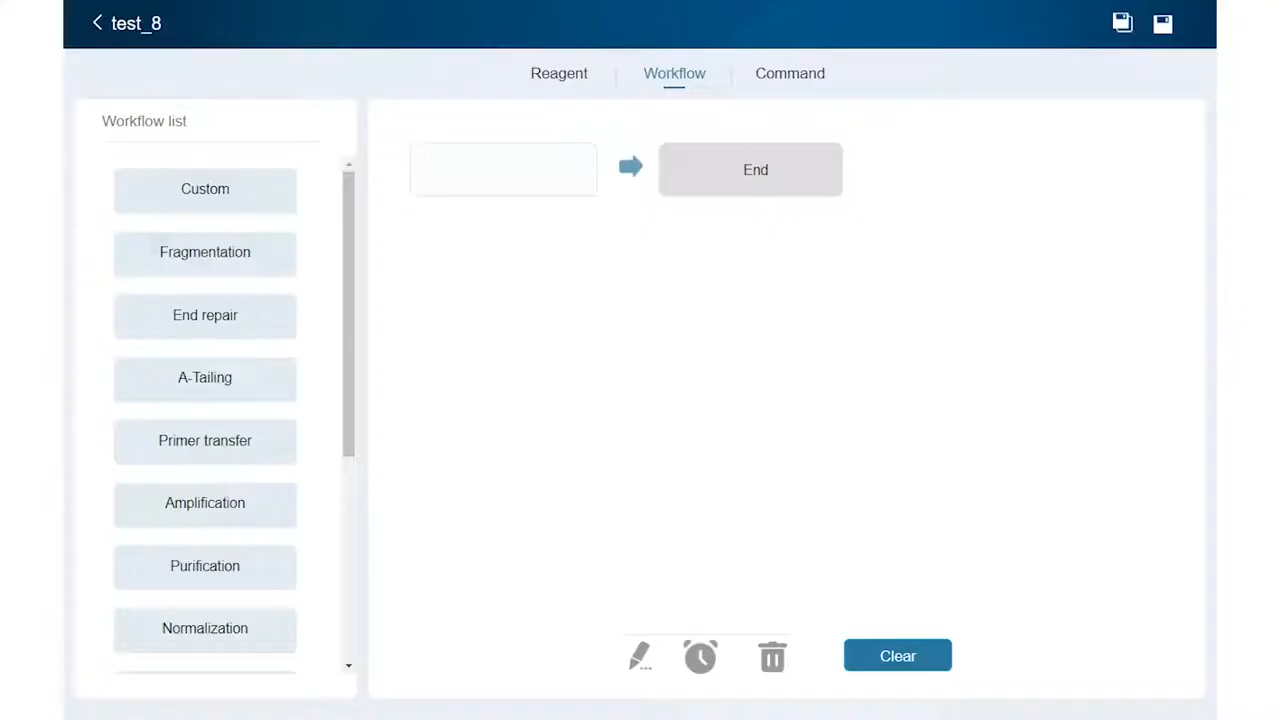 test_8
Reagent
Workflow
Command
Workflow list
Custom
Fragmentation
End repair
A-Tailing
Primer transfer
Amplification
Purification
Normalization
End
Clear